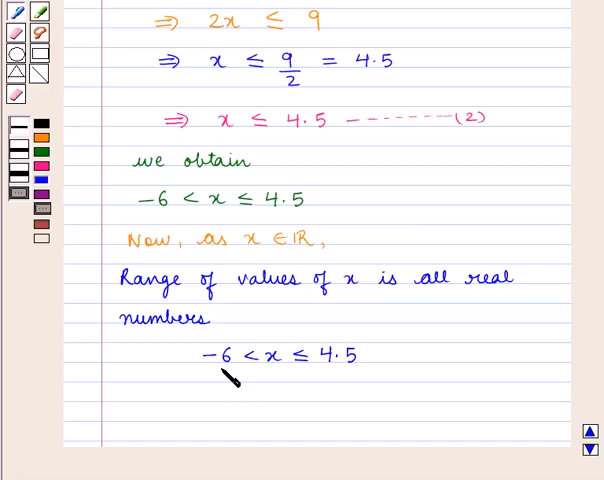 ⇒ 2x ≤ 9
⇒ x ≤ 9/2 = 4.5
⇒ x ≤ 4.5 --------(2)
we obtain
-6 < x ≤ 4.5
Now, as x ∈ ℝ,
Range of values of x is all real
numbers
-6 < x ≤ 4.5